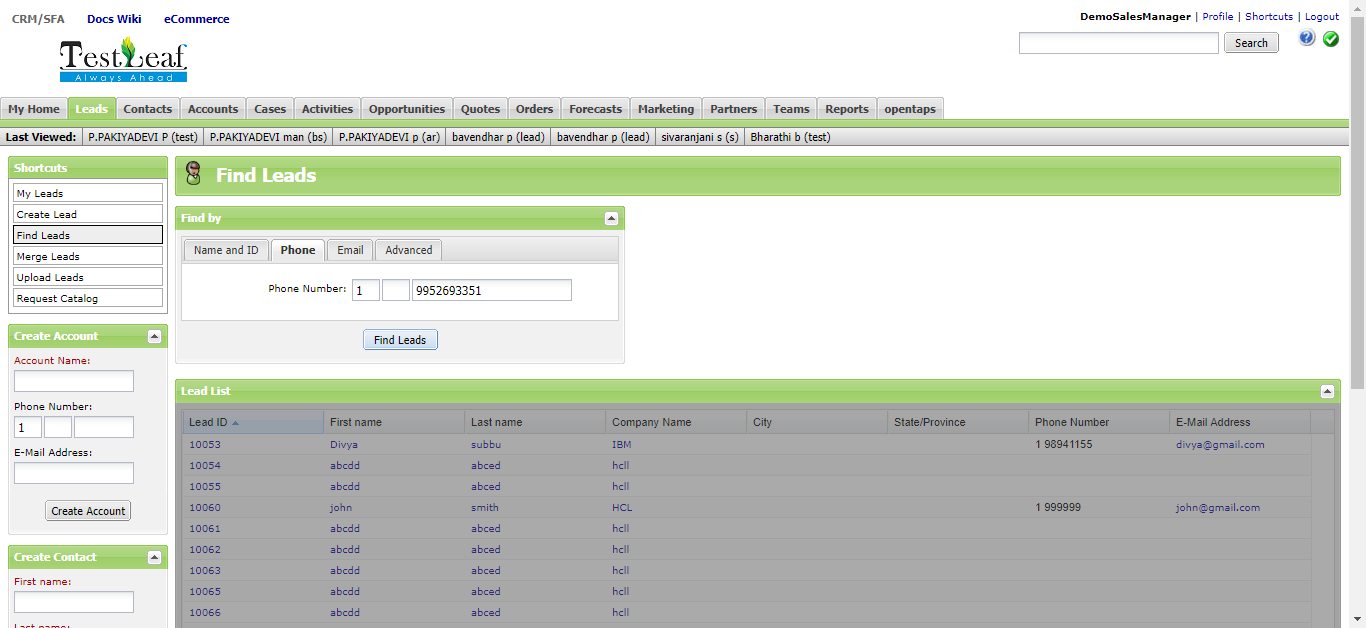 CRM/SFA Docs Wiki eCommerce
DemoSalesManager | Profile | Shortcuts | Logout
TestLeaf
Always Ahead
Search
?
My Home Leads Contacts Accounts Cases Activities Opportunities Quotes Orders Forecasts Marketing Partners Teams Reports opentaps
Last Viewed: P.PAKIYADEVI P (test) P.PAKIYADEVI man (bs) P.PAKIYADEVI p (ar) bavendhar p (lead) bavendhar p (lead) sivaranjani s (s) Bharathi b (test)
Shortcuts
My Leads
Create Lead
Find Leads
Merge Leads
Upload Leads
Request Catalog
Create Account
Account Name:
Phone Number:
1
E-Mail Address:
Create Account
Create Contact
First name:
Last name:
Find Leads
Find by
Name and ID Phone Email Advanced
Phone Number: 1 9952693351
Find Leads
Lead List
Lead ID First name Last name Company Name City State/Province Phone Number E-Mail Address
10053 Divya subbu IBM 1 98941155 divya@gmail.com
10054 abcdd abced hcll
10055 abcdd abced hcll
10060 john smith HCL 1 999999 john@gmail.com
10061 abcdd abced hcll
10062 abcdd abced hcll
10063 abcdd abced hcll
10065 abcdd abced hcll
10066 abcdd abced hcll